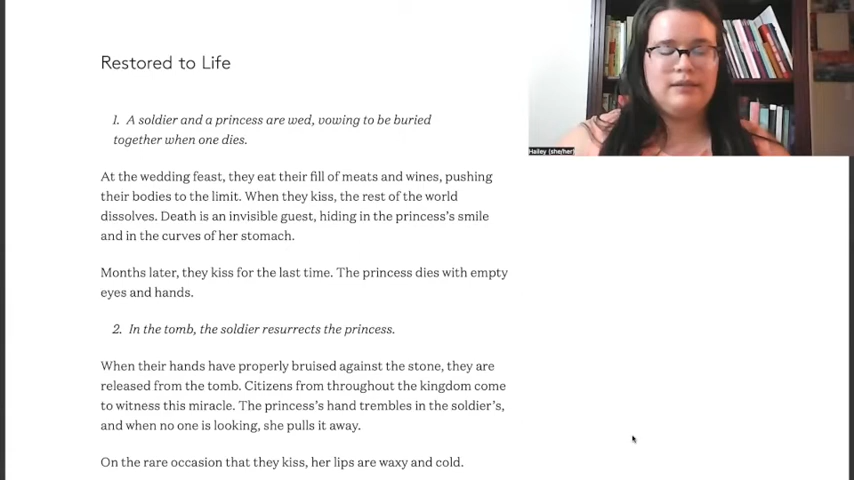 Restored to Life
1. A soldier and a princess are wed, vowing to be buried
together when one dies.
At the wedding feast, they eat their fill of meats and wines, pushing
their bodies to the limit. When they kiss, the rest of the world
dissolves. Death is an invisible guest, hiding in the princess's smile
and in the curves of her stomach.
Months later, they kiss for the last time. The princess dies with empty
eyes and hands.
2. In the tomb, the soldier resurrects the princess.
When their hands have properly bruised against the stone, they are
released from the tomb. Citizens from throughout the kingdom come
to witness this miracle. The princess's hand trembles in the soldier's,
and when no one is looking, she pulls it away.
On the rare occasion that they kiss, her lips are waxy and cold.
Hailey (she/her)